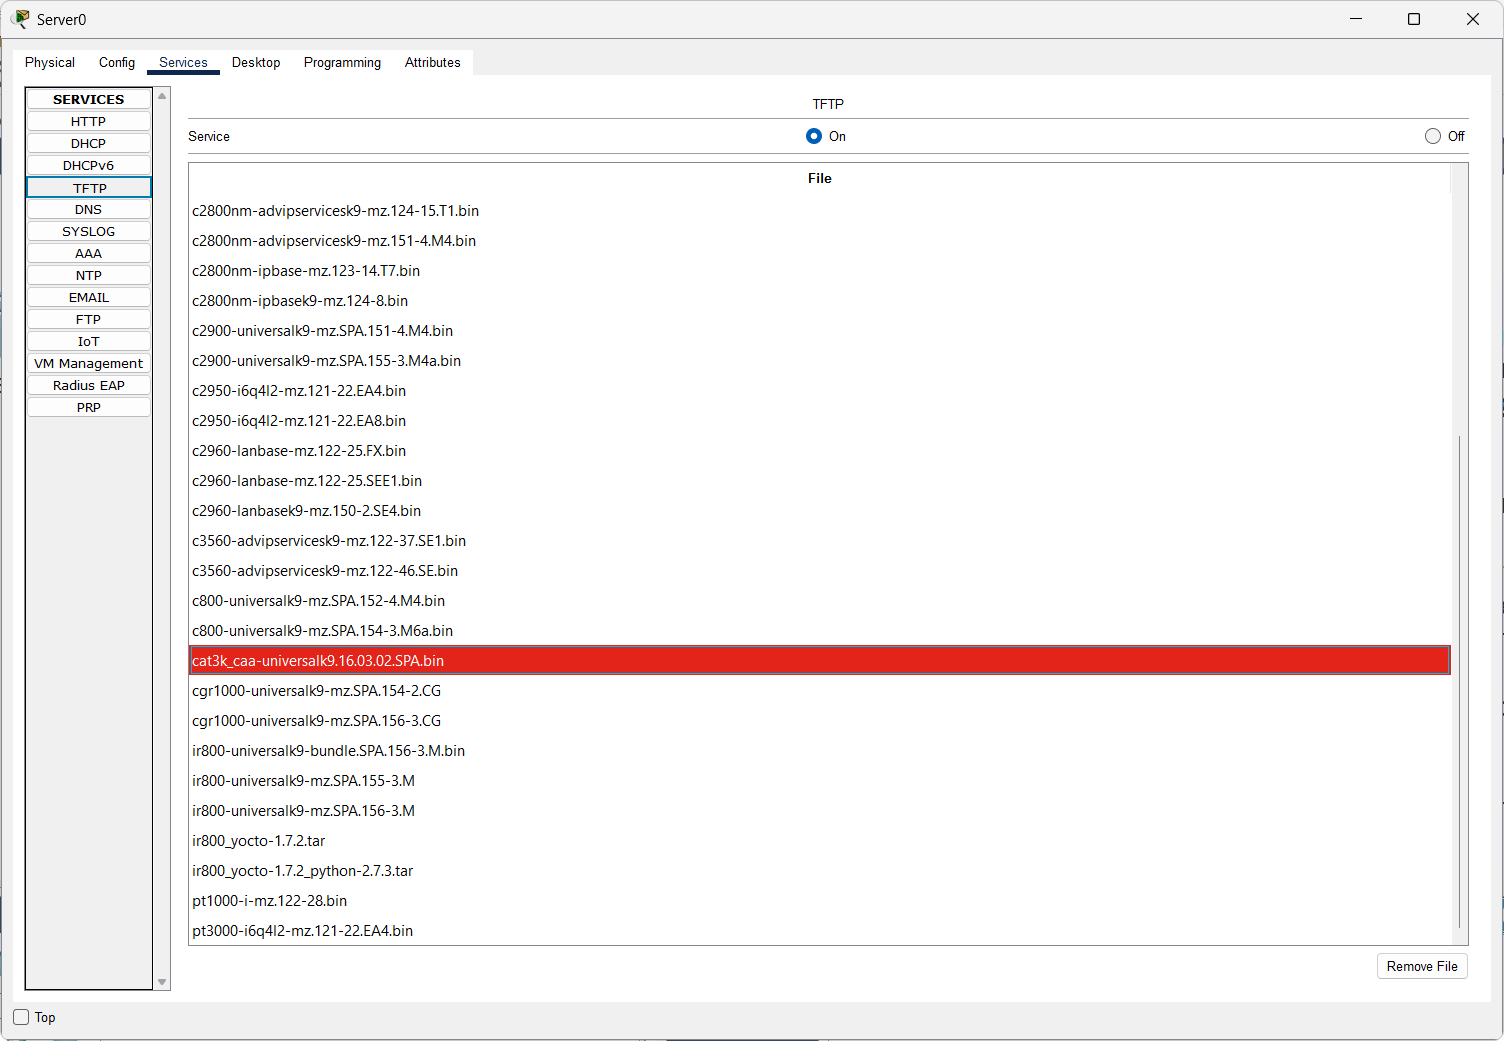 Server0
Physical Config Services Desktop Programming Attributes
SERVICES
HTTP
DHCP
DHCPv6
TFTP
DNS
SYSLOG
AAA
NTP
EMAIL
FTP
IoT
VM Management
Radius EAP
PRP
TFTP
Service On Off
File
c2800nm-advipservicesk9-mz.124-15.T1.bin
c2800nm-advipservicesk9-mz.151-4.M4.bin
c2800nm-ipbase-mz.123-14.T7.bin
c2800nm-ipbasek9-mz.124-8.bin
c2900-universalk9-mz.SPA.151-4.M4.bin
c2900-universalk9-mz.SPA.155-3.M4a.bin
c2950-i6q4l2-mz.121-22.EA4.bin
c2950-i6q4l2-mz.121-22.EA8.bin
c2960-lanbase-mz.122-25.FX.bin
c2960-lanbase-mz.122-25.SEE1.bin
c2960-lanbasek9-mz.150-2.SE4.bin
c3560-advipservicesk9-mz.122-37.SE1.bin
c3560-advipservicesk9-mz.122-46.SE.bin
c800-universalk9-mz.SPA.152-4.M4.bin
c800-universalk9-mz.SPA.154-3.M6a.bin
cat3k_caa-universalk9.16.03.02.SPA.bin
cgr1000-universalk9-mz.SPA.154-2.CG
cgr1000-universalk9-mz.SPA.156-3.CG
ir800-universalk9-bundle.SPA.156-3.M.bin
ir800-universalk9-mz.SPA.155-3.M
ir800-universalk9-mz.SPA.156-3.M
ir800_yocto-1.7.2.tar
ir800_yocto-1.7.2_python-2.7.3.tar
pt1000-i-mz.122-28.bin
pt3000-i6q4l2-mz.121-22.EA4.bin
Remove File
Top